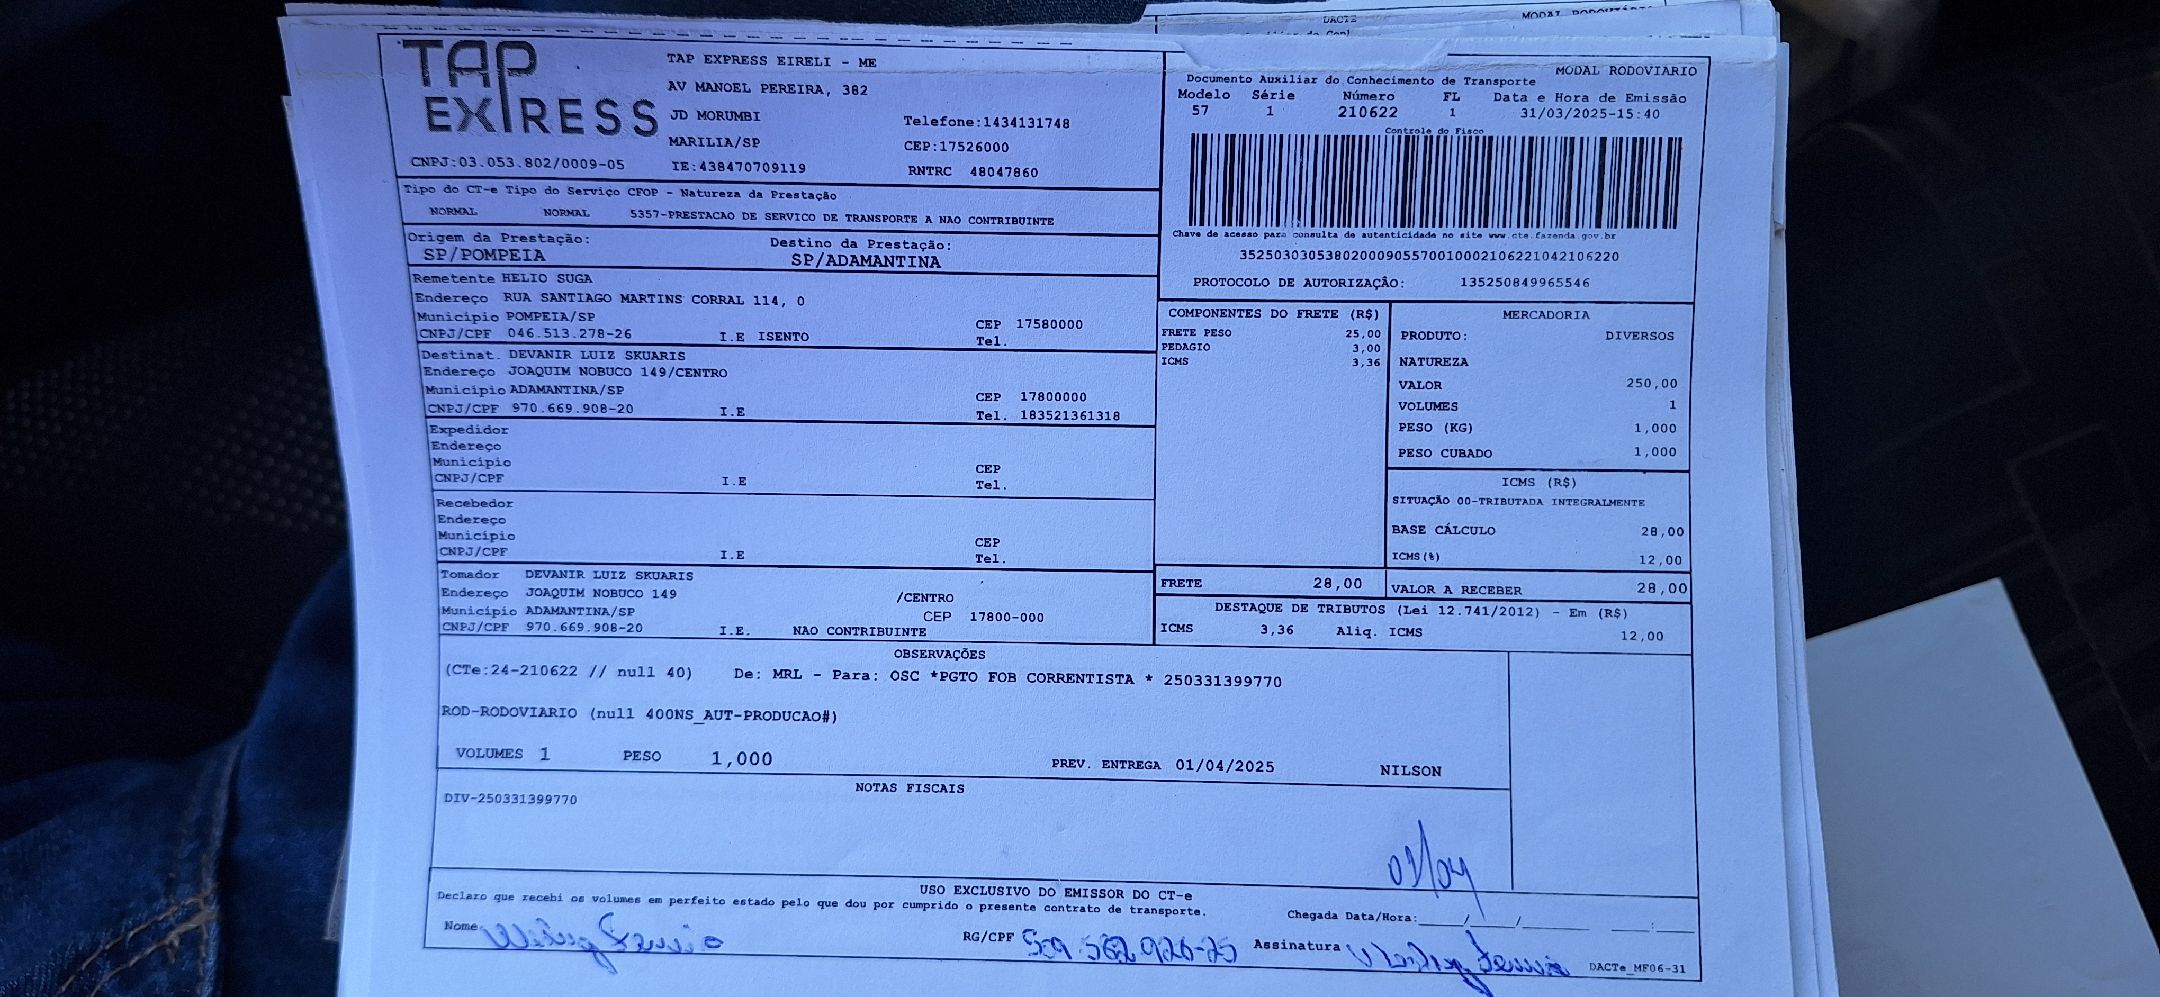 DACTE
MODAL RODOVIÁRIO
TAP EXPRESS
TAP EXPRESS EIRELI - ME
AV MANOEL PEREIRA, 382
JD MORUMBI
Telefone:1434131748
MARILIA/SP
CEP:17526000
CNPJ:03.053.802/0009-05
IE:438470709119
RNTRC 48047860
MODAL RODOVIARIO
Documento Auxiliar do Conhecimento de Transporte
Modelo Série Número FL Data e Hora de Emissão
57 1 210622 1 31/03/2025-15:40
Controle do Fisco
Chave de acesso para consulta de autenticidade no site www.cte.fazenda.gov.br
35250303053802000905570010002106221042106220
PROTOCOLO DE AUTORIZAÇÃO: 135250849965546
Tipo do CT-e Tipo do Serviço CFOP - Natureza da Prestação
NORMAL NORMAL 5357-PRESTACAO DE SERVICO DE TRANSPORTE A NAO CONTRIBUINTE
Origem da Prestação: Destino da Prestação:
SP/POMPEIA SP/ADAMANTINA
Remetente HELIO SUGA
Endereço RUA SANTIAGO MARTINS CORRAL 114, 0
Município POMPEIA/SP CEP 17580000
CNPJ/CPF 046.513.278-26 I.E ISENTO Tel.
Destinat. DEVANIR LUIZ SKUARIS
Endereço JOAQUIM NOBUCO 149/CENTRO
Município ADAMANTINA/SP CEP 17800000
CNPJ/CPF 970.669.908-20 I.E Tel. 183521361318
Expedidor
Endereço
Município CEP
CNPJ/CPF I.E Tel.
Recebedor
Endereço
Município CEP
CNPJ/CPF I.E Tel.
Tomador DEVANIR LUIZ SKUARIS
Endereço JOAQUIM NOBUCO 149 /CENTRO
Município ADAMANTINA/SP CEP 17800-000
CNPJ/CPF 970.669.908-20 I.E. NAO CONTRIBUINTE
COMPONENTES DO FRETE (R$)
FRETE PESO 25,00
PEDAGIO 3,00
ICMS 3,36
FRETE 28,00
MERCADORIA
PRODUTO: DIVERSOS
NATUREZA
VALOR 250,00
VOLUMES 1
PESO (KG) 1,000
PESO CUBADO 1,000
ICMS (R$)
SITUAÇÃO 00-TRIBUTADA INTEGRALMENTE
BASE CÁLCULO 28,00
ICMS(%) 12,00
VALOR A RECEBER 28,00
DESTAQUE DE TRIBUTOS (Lei 12.741/2012) - Em (R$)
ICMS 3,36 Aliq. ICMS 12,00
OBSERVAÇÕES
(CTe:24-210622 // null 40) De: MRL - Para: OSC *PGTO FOB CORRENTISTA * 250331399770
ROD-RODOVIARIO (null 400NS_AUT-PRODUCAO#)
VOLUMES 1 PESO 1,000 PREV. ENTREGA 01/04/2025 NILSON
NOTAS FISCAIS
DIV-250331399770
01/04
USO EXCLUSIVO DO EMISSOR DO CT-e
Declaro que recebi os volumes em perfeito estado pelo que dou por cumprido o presente contrato de transporte.
Chegada Data/Hora:____/____/____ ____:____
Nome RG/CPF Assinatura
DACTe_MF06-31